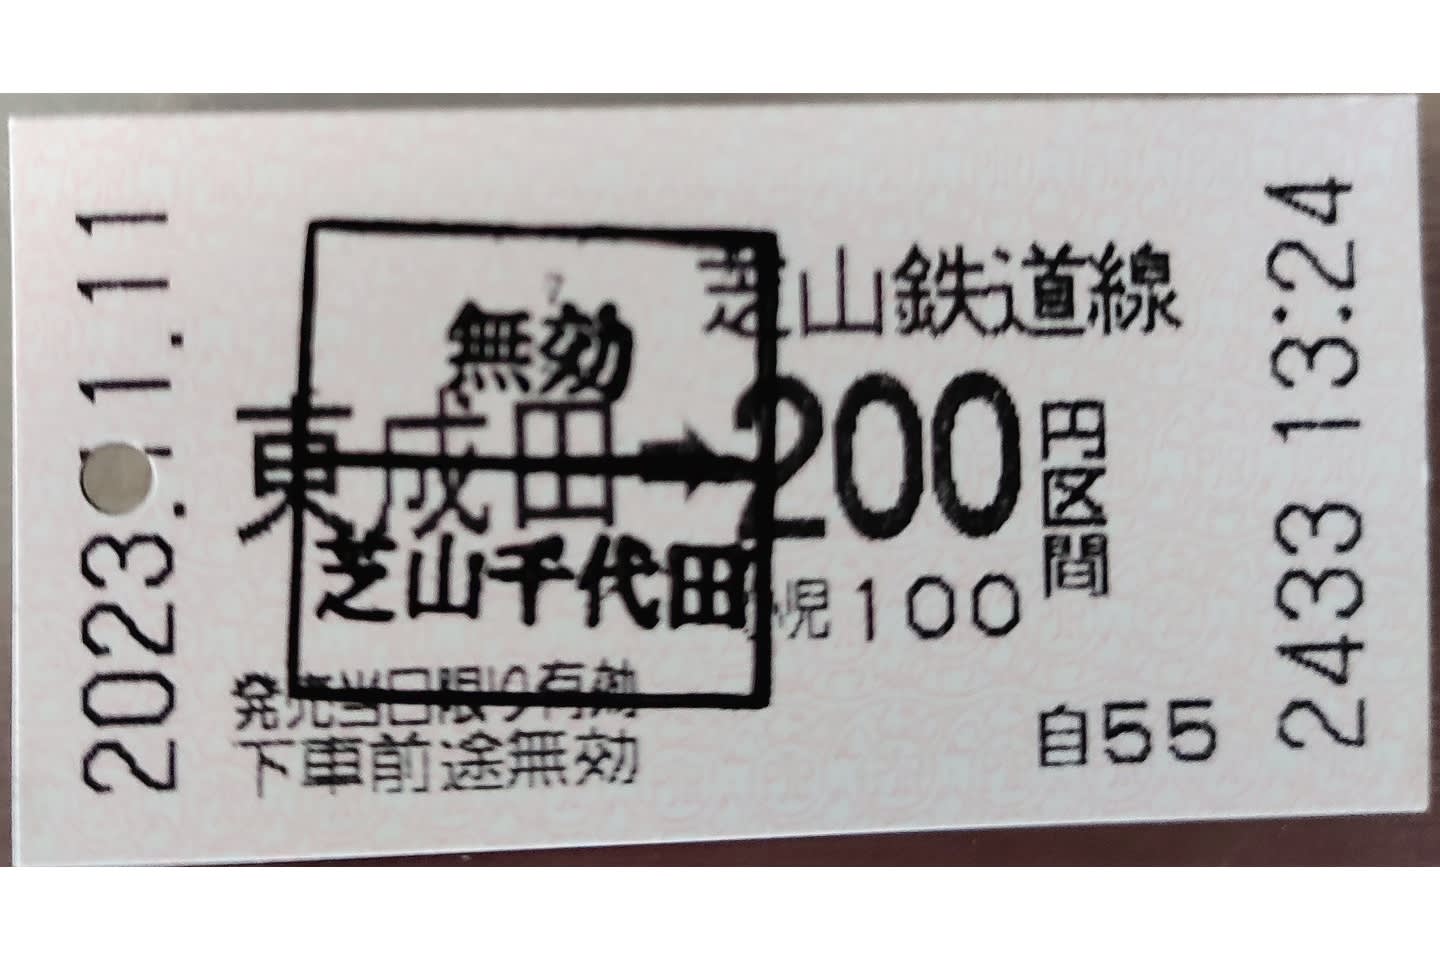 芝山鉄道線
東成田→200円区間
小児100
発売当日限り有効
下車前途無効
自55
2023.11.11
2433 13:24
無効
芝山千代田